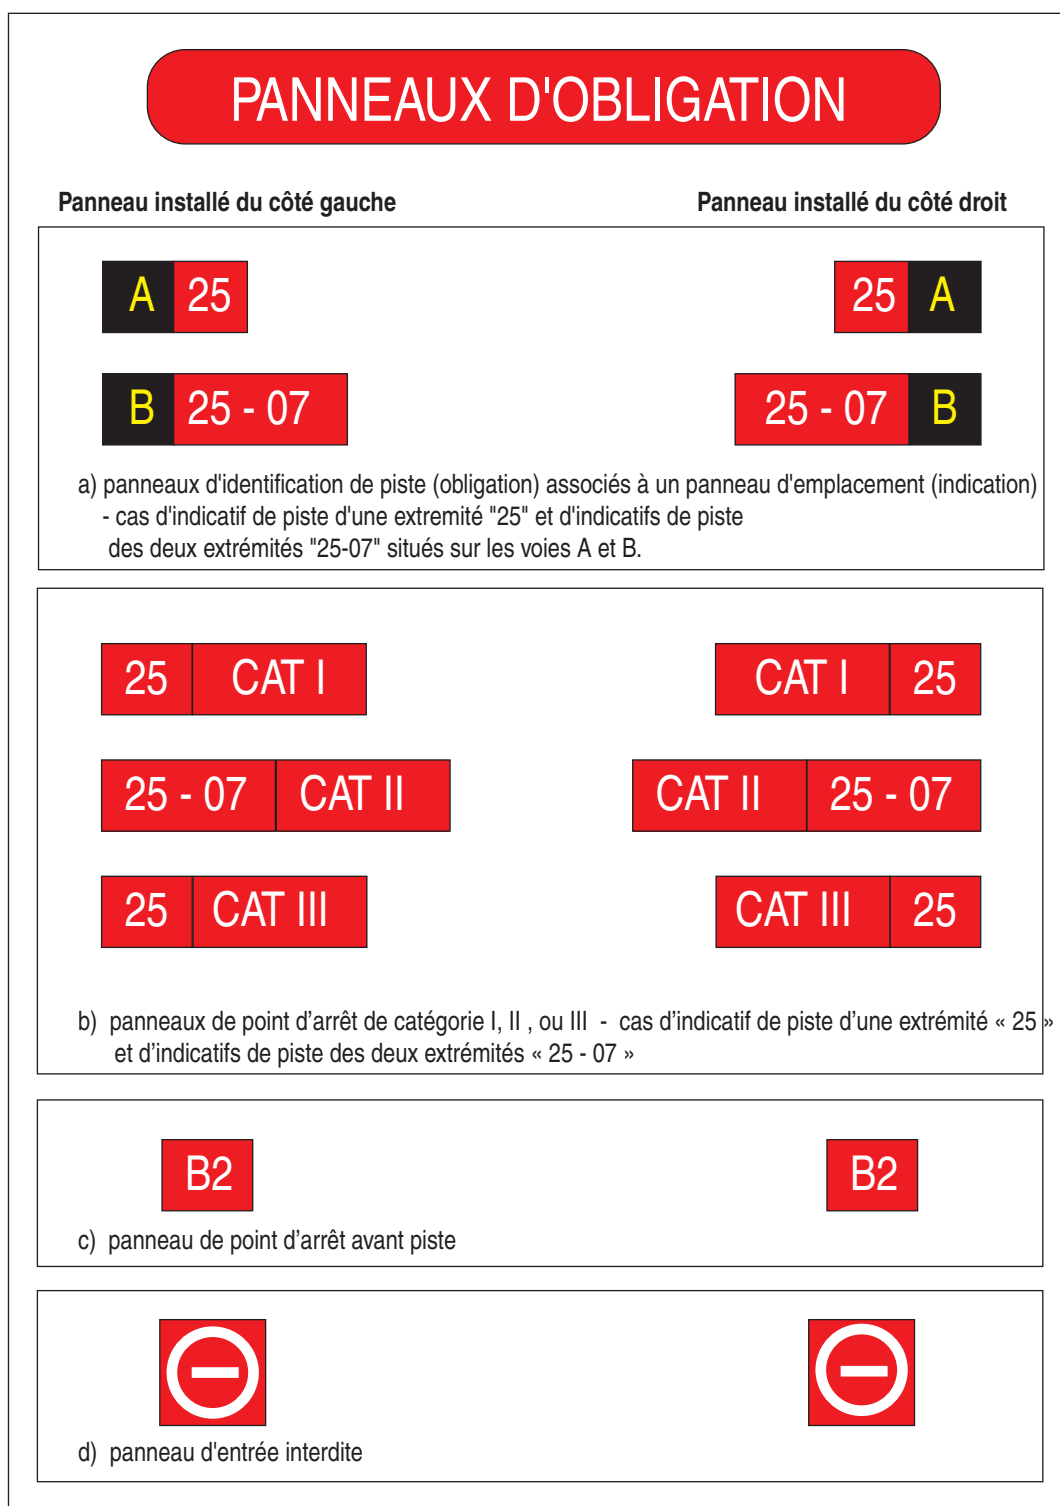 PANNEAUX D'OBLIGATION
Panneau installé du côté gauche
Panneau installé du côté droit
A 25
25 A
B 25 - 07
25 - 07 B
a) panneaux d'identification de piste (obligation) associés à un panneau d'emplacement (indication)
- cas d'indicatif de piste d'une extremité "25" et d'indicatifs de piste
des deux extrémités "25-07" situés sur les voies A et B.
25 CAT I
CAT I 25
25 - 07 CAT II
CAT II 25 - 07
25 CAT III
CAT III 25
b) panneaux de point d’arrêt de catégorie I, II , ou III - cas d’indicatif de piste d’une extrémité « 25 »
et d’indicatifs de piste des deux extrémités « 25 - 07 »
B2
B2
c) panneau de point d’arrêt avant piste
d) panneau d'entrée interdite